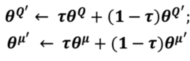 θ^Q′ ← τθ^Q + (1 − τ)θ^Q′;
θ^μ′ ← τθ^μ + (1 − τ)θ^μ′